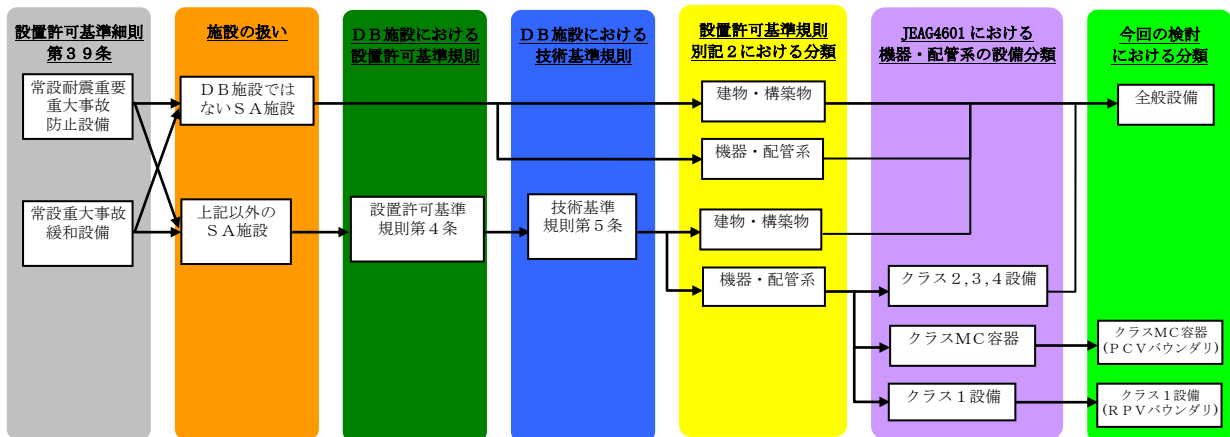 設置許可基準細則
第３９条
常設耐震重要
重大事故
防止設備
常設重大事故
緩和設備
施設の扱い
ＤＢ施設では
ないＳＡ施設
上記以外の
ＳＡ施設
ＤＢ施設における
設置許可基準規則
設置許可基準
規則第４条
ＤＢ施設における
技術基準規則
技術基準
規則第５条
設置許可基準規則
別記２における分類
建物・構築物
機器・配管系
建物・構築物
機器・配管系
JEAG4601における
機器・配管系の設備分類
クラス２,３,４設備
クラスＭＣ容器
クラス１設備
今回の検討
における分類
全般設備
クラスＭＣ容器
(ＰＣＶバウンダリ)
クラス１設備
(ＲＰＶバウンダリ)